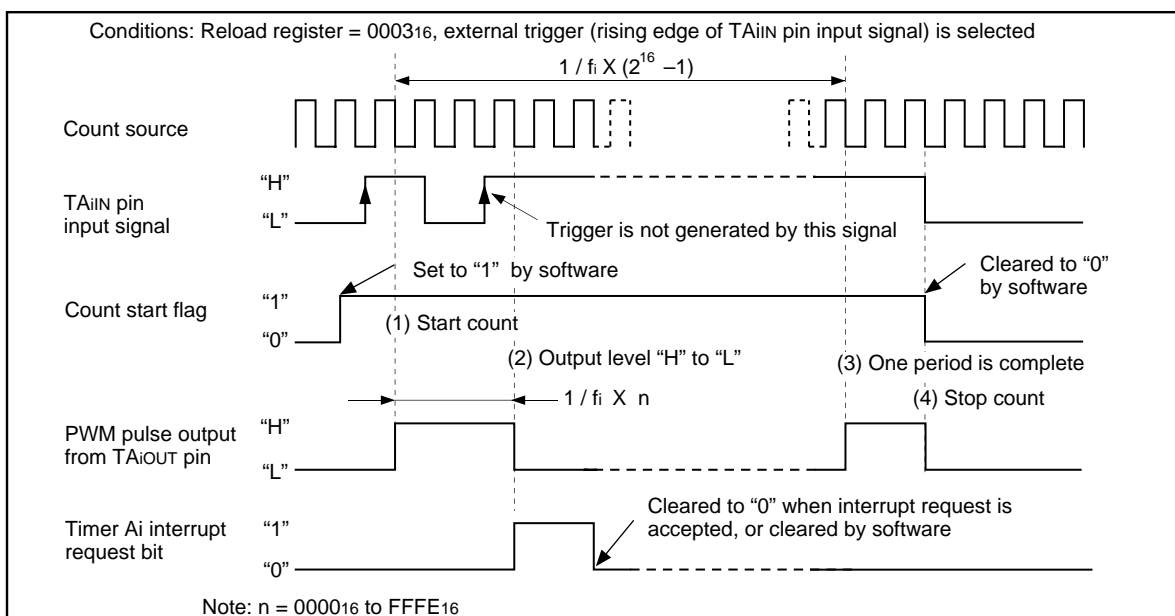 Conditions: Reload register = 000316, external trigger (rising edge of TAiIN pin input signal) is selected
1 / fi X (2^16 –1)
Count source
TAiIN pin
input signal
“H”
“L”
Trigger is not generated by this signal
Count start flag
“1”
“0”
Set to “1” by software
Cleared to “0”
by software
(1) Start count
(2) Output level “H” to “L”
(3) One period is complete
(4) Stop count
1 / fi X n
PWM pulse output
from TAiOUT pin
“H”
“L”
Timer Ai interrupt
request bit
“1”
“0”
Cleared to “0” when interrupt request is
accepted, or cleared by software
Note: n = 000016 to FFFE16